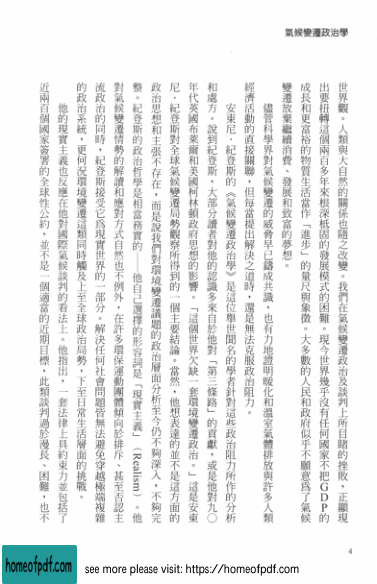 氣候變遷政治學
世界觀。人類與大自然的關係也隨之改變。我們在氣候變遷政治及談判上所目睹的挫敗，正顯現
出要扭轉這個兩百多年來根深柢固的發展模式的困難。現今世界幾乎沒有任何國家不把GDP的
成長和更富裕的物質生活當作「進步」的量尺與象徵。大多數的人民和政府似乎不願意為了氣候
變遷放棄繼續消費、發展和致富的夢想。
儘管科學界對氣候變遷的威脅早已鑄成共識，也有力地證明暖化和溫室氣體排放與許多人類
經濟活動的直接關聯，但每當提出解決之道時，還是無法克服政治阻力。
安東尼．紀登斯的《氣候變遷政治學》是這位舉世聞名的學者針對這些政治阻力所作的分析
和處方。說到紀登斯，大部分讀者對他的認識多來自於他對「第三條路」的貢獻，或是他對九○
年代英國布萊爾和美國柯林頓政府思想的影響。「這個世界欠缺一套環境變遷政治。」這是安東
尼．紀登斯對全球氣候變遷局勢觀察所得到的一個主要結論。當然，他想表達的並不是這方面的
政治思想和主張不存在，而是說我們對環境變遷議題的政治層面分析至今仍不夠深入，不夠完
整。紀登斯的政治哲學是相當務實的——他自己選擇的形容詞是「現實主義」（Realism）。他
對氣候變遷情勢的解讀和應對方式自然也不例外，在許多環保運動團體傾向於排斥、甚至否認主
流政治的同時，紀登斯接受它為現實世界的一部分。解決任何社會問題皆無法避免穿越極端複雜
的政治系統，更何況環境變遷這類同時觸及上至全球政治局勢，下至日常生活層面的挑戰。
他的現實主義也反應在他對國際氣候談判的看法上。他指出，一套法律上具約束力並包括了
近兩百個國家簽署的全球性公約，並不是一個適當的近期目標，此類談判過於漫長、困難，也不
4
homeofpdf.com
see more please visit: https://homeofpdf.com